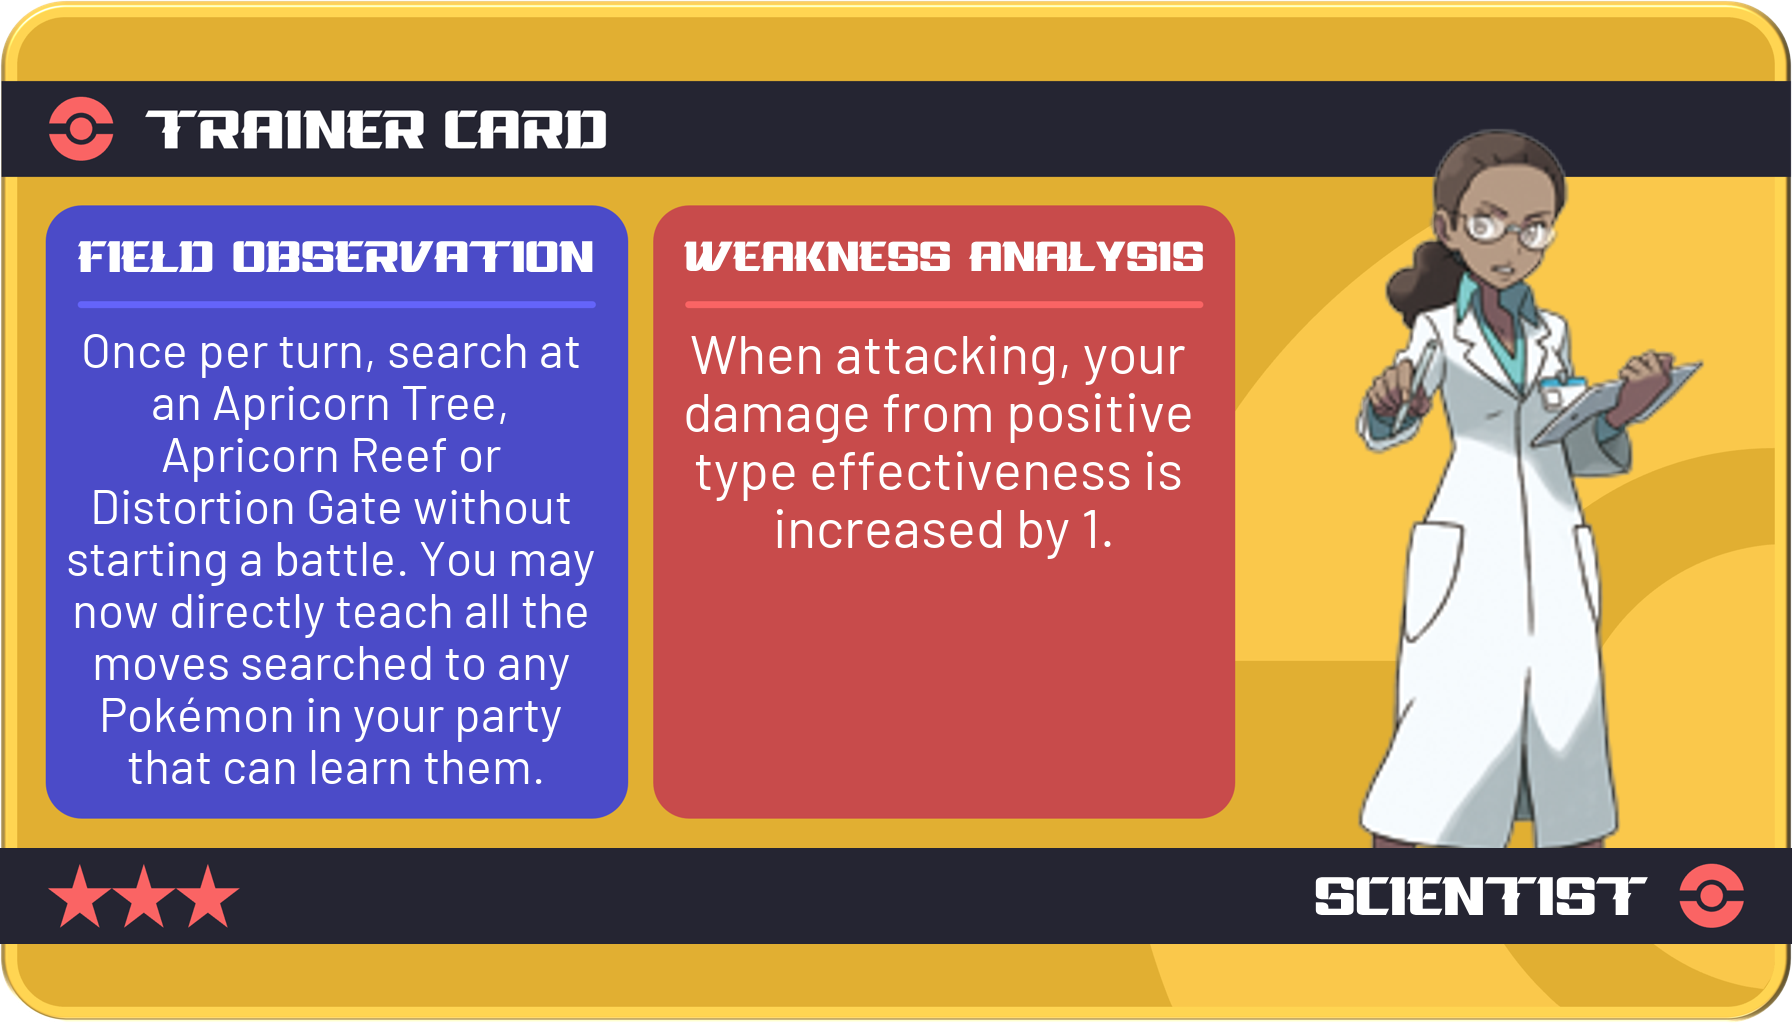 TRAINER CARD
FIELD OBSERVATION
Once per turn, search at
an Apricorn Tree,
Apricorn Reef or
Distortion Gate without
starting a battle. You may
now directly teach all the
moves searched to any
Pokémon in your party
that can learn them.
WEAKNESS ANALYSIS
When attacking, your
damage from positive
type effectiveness is
increased by 1.
SCIENTIST